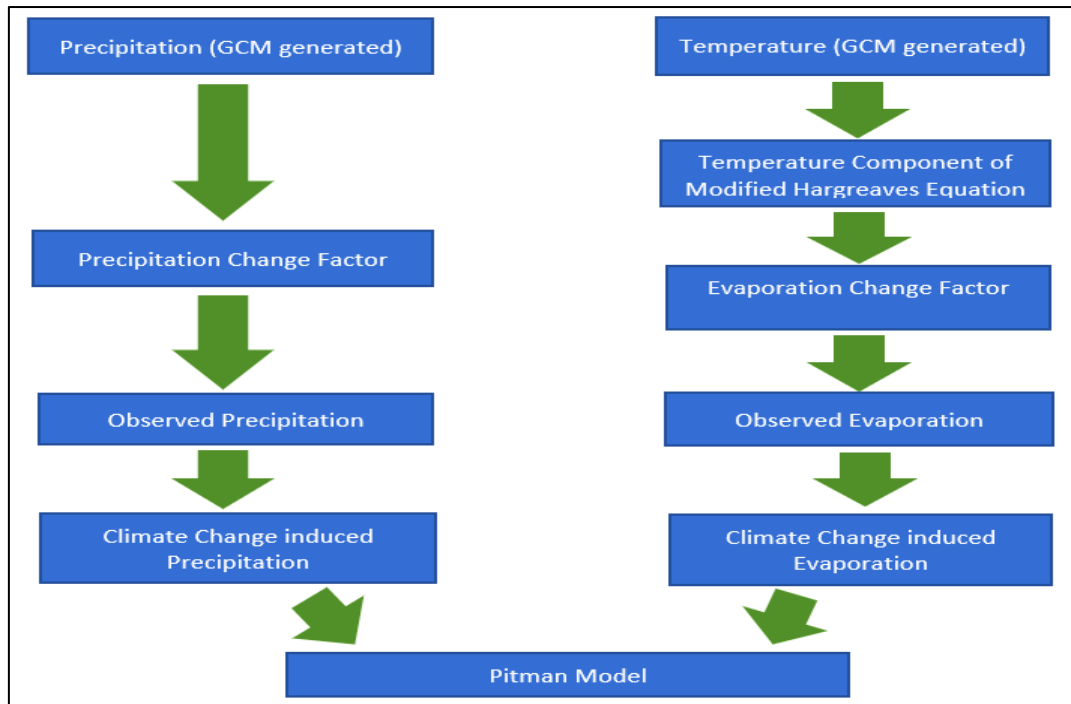 Precipitation (GCM generated)
Temperature (GCM generated)
Temperature Component of
Modified Hargreaves Equation
Precipitation Change Factor
Evaporation Change Factor
Observed Precipitation
Observed Evaporation
Climate Change induced
Precipitation
Climate Change induced
Evaporation
Pitman Model